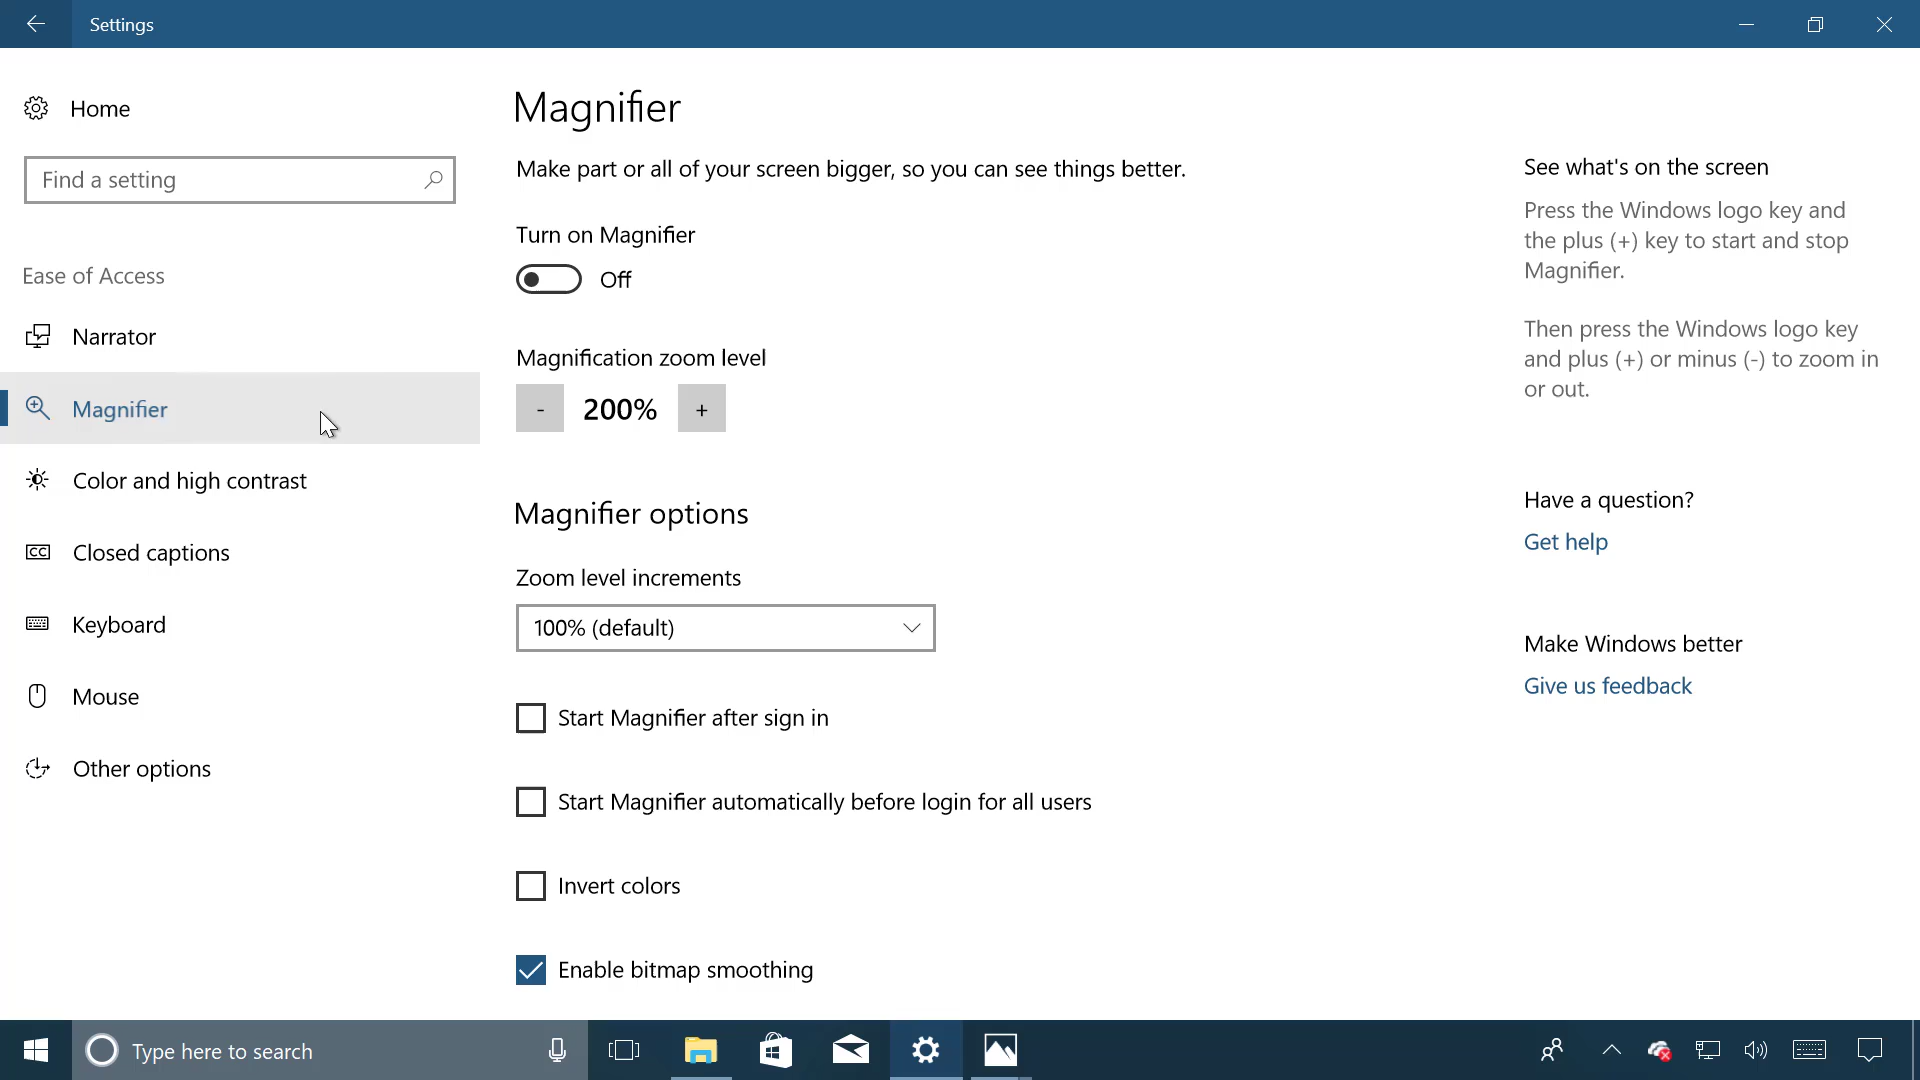 Settings
Home
Find a setting
Ease of Access
Narrator
Magnifier
Color and high contrast
CC
Closed captions
Keyboard
Mouse
Other options
Magnifier
Make part or all of your screen bigger, so you can see things better.
Turn on Magnifier
Off
Magnification zoom level
- 200% +
Magnifier options
Zoom level increments
100% (default)
Start Magnifier after sign in
Start Magnifier automatically before login for all users
Invert colors
Enable bitmap smoothing
See what's on the screen
Press the Windows logo key and
the plus (+) key to start and stop
Magnifier.
Then press the Windows logo key
and plus (+) or minus (-) to zoom in
or out.
Have a question?
Get help
Make Windows better
Give us feedback
Type here to search